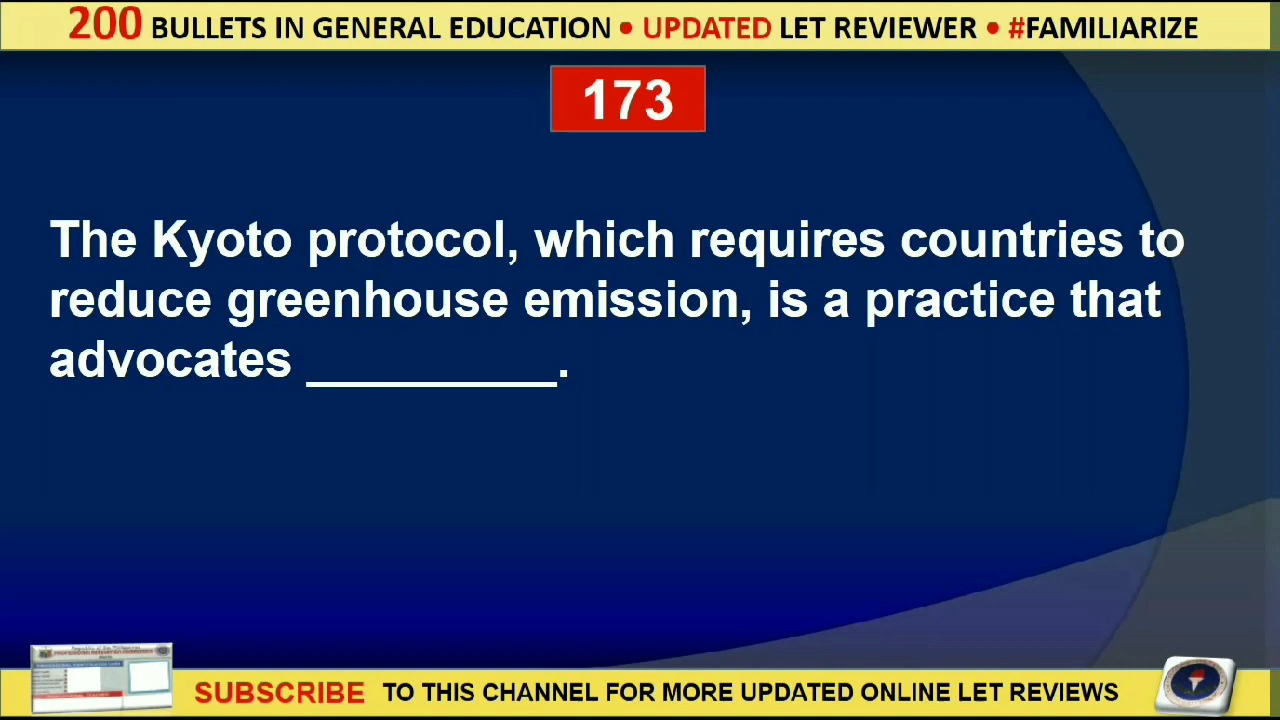 200 BULLETS IN GENERAL EDUCATION • UPDATED LET REVIEWER • #FAMILIARIZE
173
The Kyoto protocol, which requires countries to
reduce greenhouse emission, is a practice that
advocates __________.
SUBSCRIBE TO THIS CHANNEL FOR MORE UPDATED ONLINE LET REVIEWS